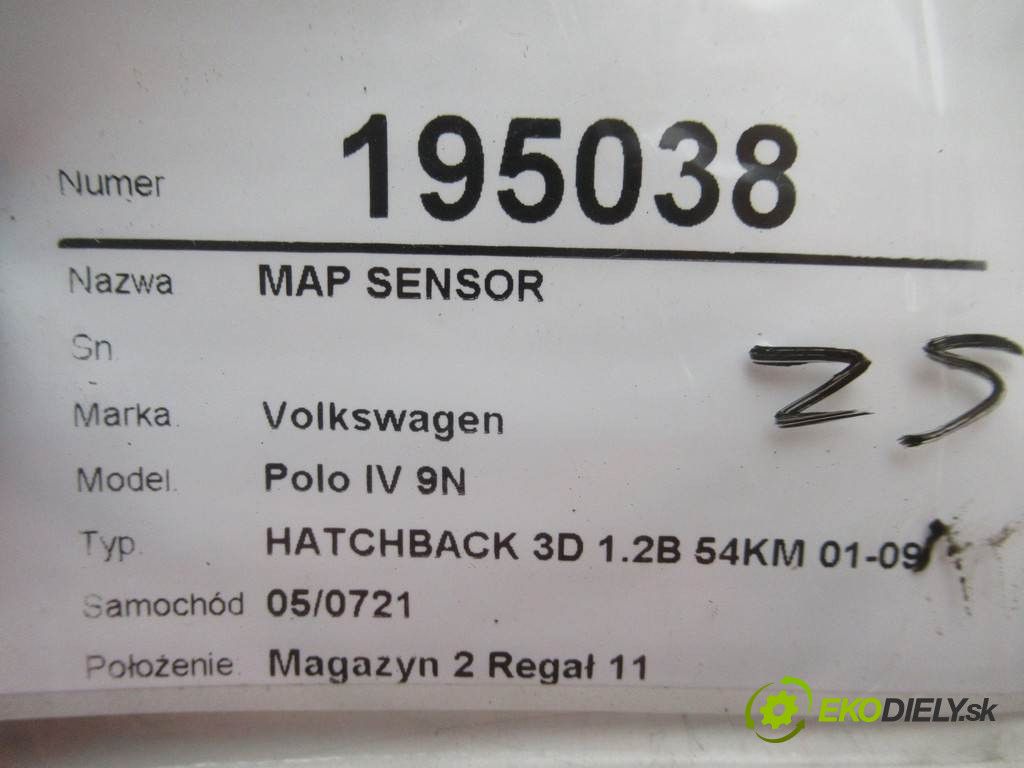 Numer 195038
Nazwa MAP SENSOR
Sn.
Marka. Volkswagen
Model. Polo IV 9N
Typ. HATCHBACK 3D 1.2B 54KM 01-09
Samochód 05/0721
Położenie. Magazyn 2 Regał 11
25
EKODIELY.sk